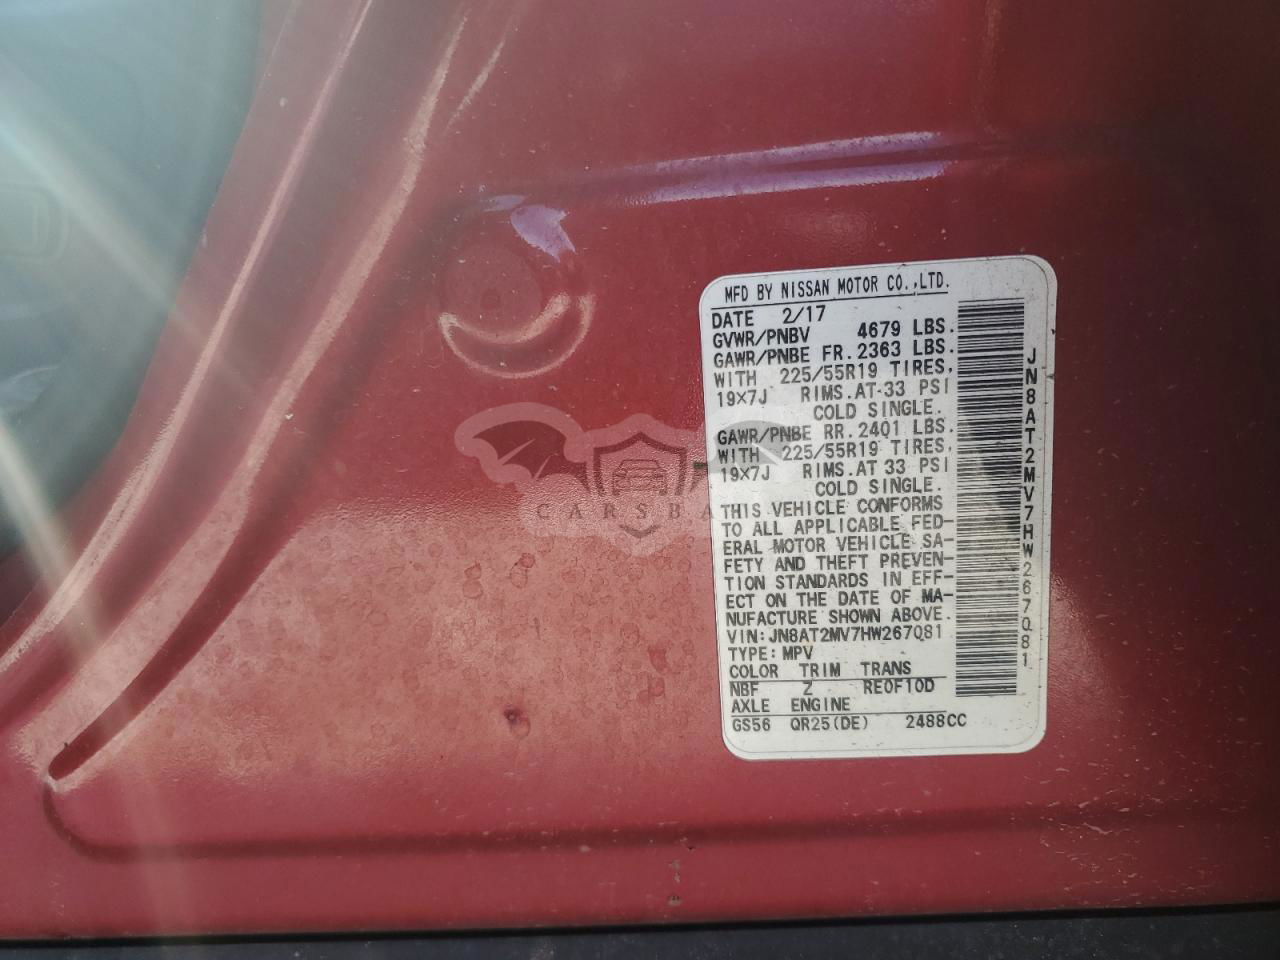 MFD BY NISSAN MOTOR CO.,LTD.
DATE 2/17
GVWR/PNBV 4679 LBS.
GAWR/PNBE FR.2363 LBS.
WITH 225/55R19 TIRES,
19X7J RIMS.AT 33 PSI
COLD SINGLE.
GAWR/PNBE RR.2401 LBS.
WITH 225/55R19 TIRES,
19X7J RIMS.AT 33 PSI
COLD SINGLE.
THIS VEHICLE CONFORMS
TO ALL APPLICABLE FED-
ERAL MOTOR VEHICLE SA-
FETY AND THEFT PREVEN-
TION STANDARDS IN EFF-
ECT ON THE DATE OF MA-
NUFACTURE SHOWN ABOVE.
VIN:JN8AT2MV7HW267081
TYPE:MPV
COLOR TRIM TRANS
NBF Z RE0F10D
AXLE ENGINE
GS56 QR25(DE) 2488CC
JN8AT2MV7HW267081